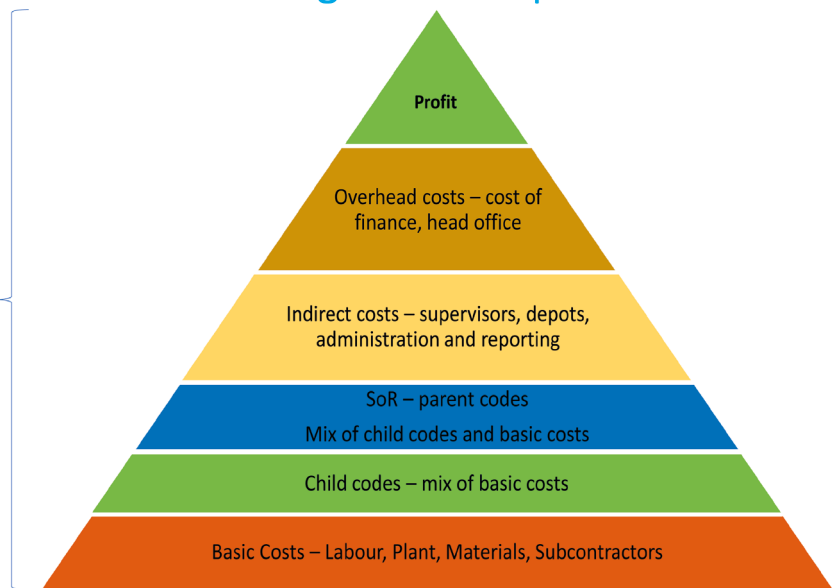 Profit
Overhead costs – cost of
finance, head office
Indirect costs – supervisors, depots,
administration and reporting
SoR – parent codes
Mix of child codes and basic costs
Child codes – mix of basic costs
Basic Costs – Labour, Plant, Materials, Subcontractors